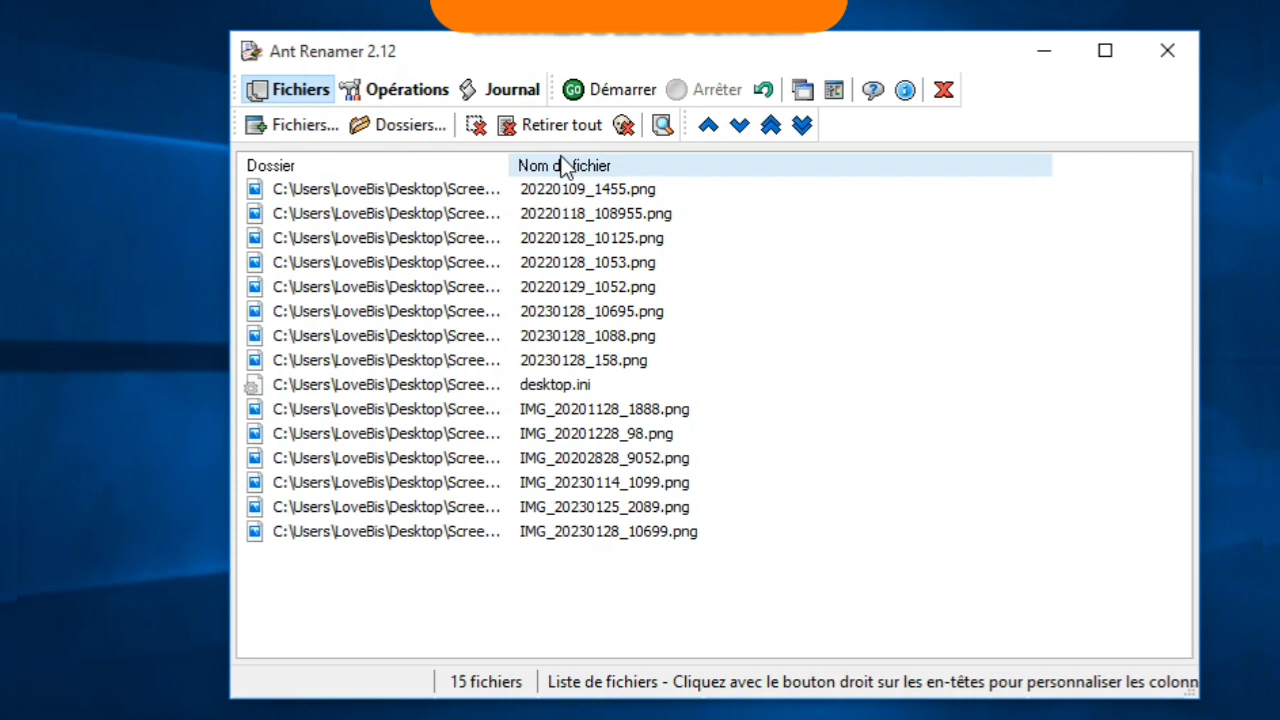 Ant Renamer 2.12
Fichiers Opérations Journal Démarrer Arrêter
Fichiers... Dossiers... Retirer tout
Dossier Nom d fichier
C:\Users\LoveBis\Desktop\Scree... 20220109_1455.png
C:\Users\LoveBis\Desktop\Scree... 20220118_108955.png
C:\Users\LoveBis\Desktop\Scree... 20220128_10125.png
C:\Users\LoveBis\Desktop\Scree... 20220128_1053.png
C:\Users\LoveBis\Desktop\Scree... 20220129_1052.png
C:\Users\LoveBis\Desktop\Scree... 20230128_10695.png
C:\Users\LoveBis\Desktop\Scree... 20230128_1088.png
C:\Users\LoveBis\Desktop\Scree... 20230128_158.png
C:\Users\LoveBis\Desktop\Scree... desktop.ini
C:\Users\LoveBis\Desktop\Scree... IMG_20201128_1888.png
C:\Users\LoveBis\Desktop\Scree... IMG_20201228_98.png
C:\Users\LoveBis\Desktop\Scree... IMG_20202828_9052.png
C:\Users\LoveBis\Desktop\Scree... IMG_20230114_1099.png
C:\Users\LoveBis\Desktop\Scree... IMG_20230125_2089.png
C:\Users\LoveBis\Desktop\Scree... IMG_20230128_10699.png
15 fichiers Liste de fichiers - Cliquez avec le bouton droit sur les en-têtes pour personnaliser les colonn